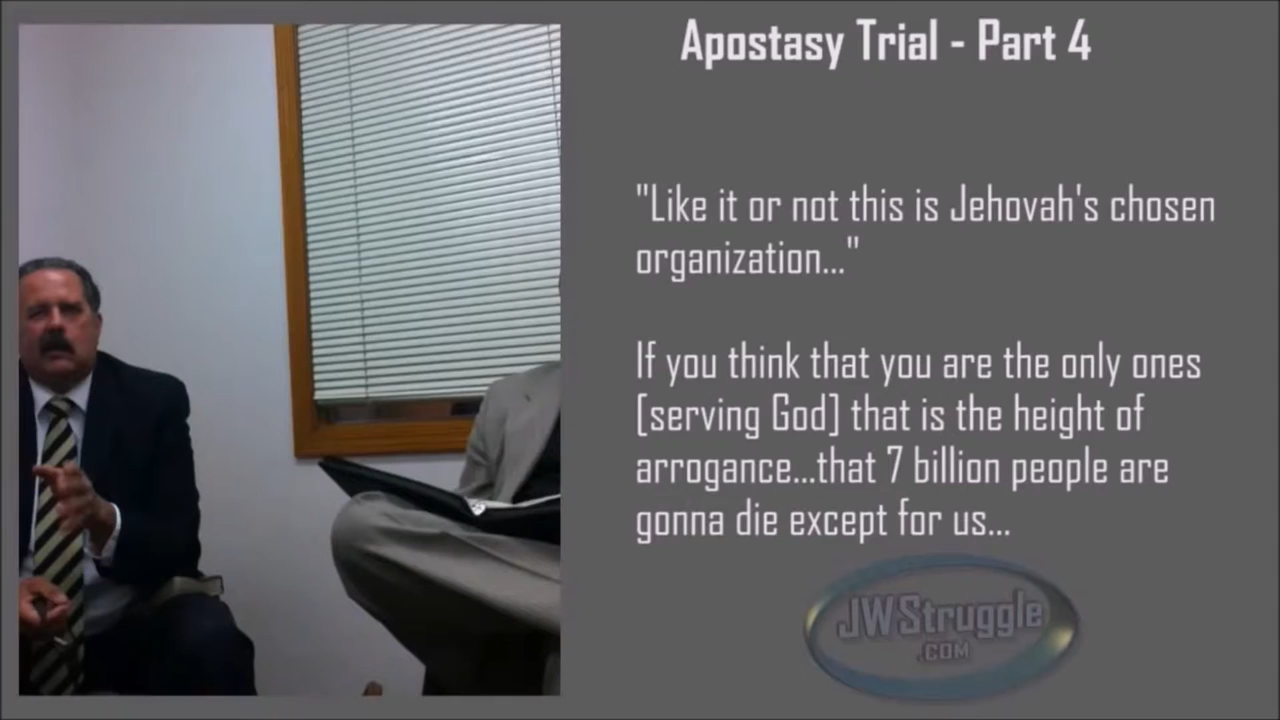 Apostasy Trial - Part 4
"Like it or not this is Jehovah's chosen
organization..."
If you think that you are the only ones
[serving God] that is the height of
arrogance...that 7 billion people are
gonna die except for us...
JWStruggle
.COM